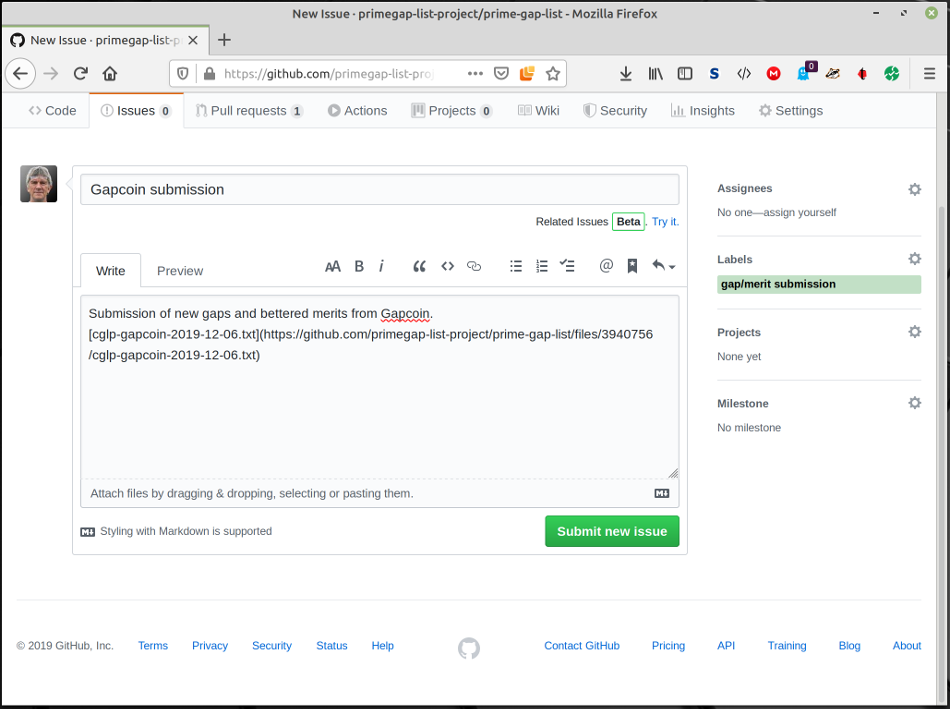 New Issue · primegap-list-project/prime-gap-list - Mozilla Firefox
New Issue · primegap-list-p
https://github.com/primegap-list-pro
S
M
0
Code
Issues 0
Pull requests 1
Actions
Projects 0
Wiki
Security
Insights
Settings
Gapcoin submission
Related Issues Beta . Try it.
Write
Preview
AA B i
@
Submission of new gaps and bettered merits from Gapcoin.
[cglp-gapcoin-2019-12-06.txt](https://github.com/primegap-list-project/prime-gap-list/files/3940756
/cglp-gapcoin-2019-12-06.txt)
Attach files by dragging & dropping, selecting or pasting them.
Styling with Markdown is supported
Submit new issue
Assignees
No one—assign yourself
Labels
gap/merit submission
Projects
None yet
Milestone
No milestone
© 2019 GitHub, Inc. Terms Privacy Security Status Help
Contact GitHub Pricing API Training Blog About